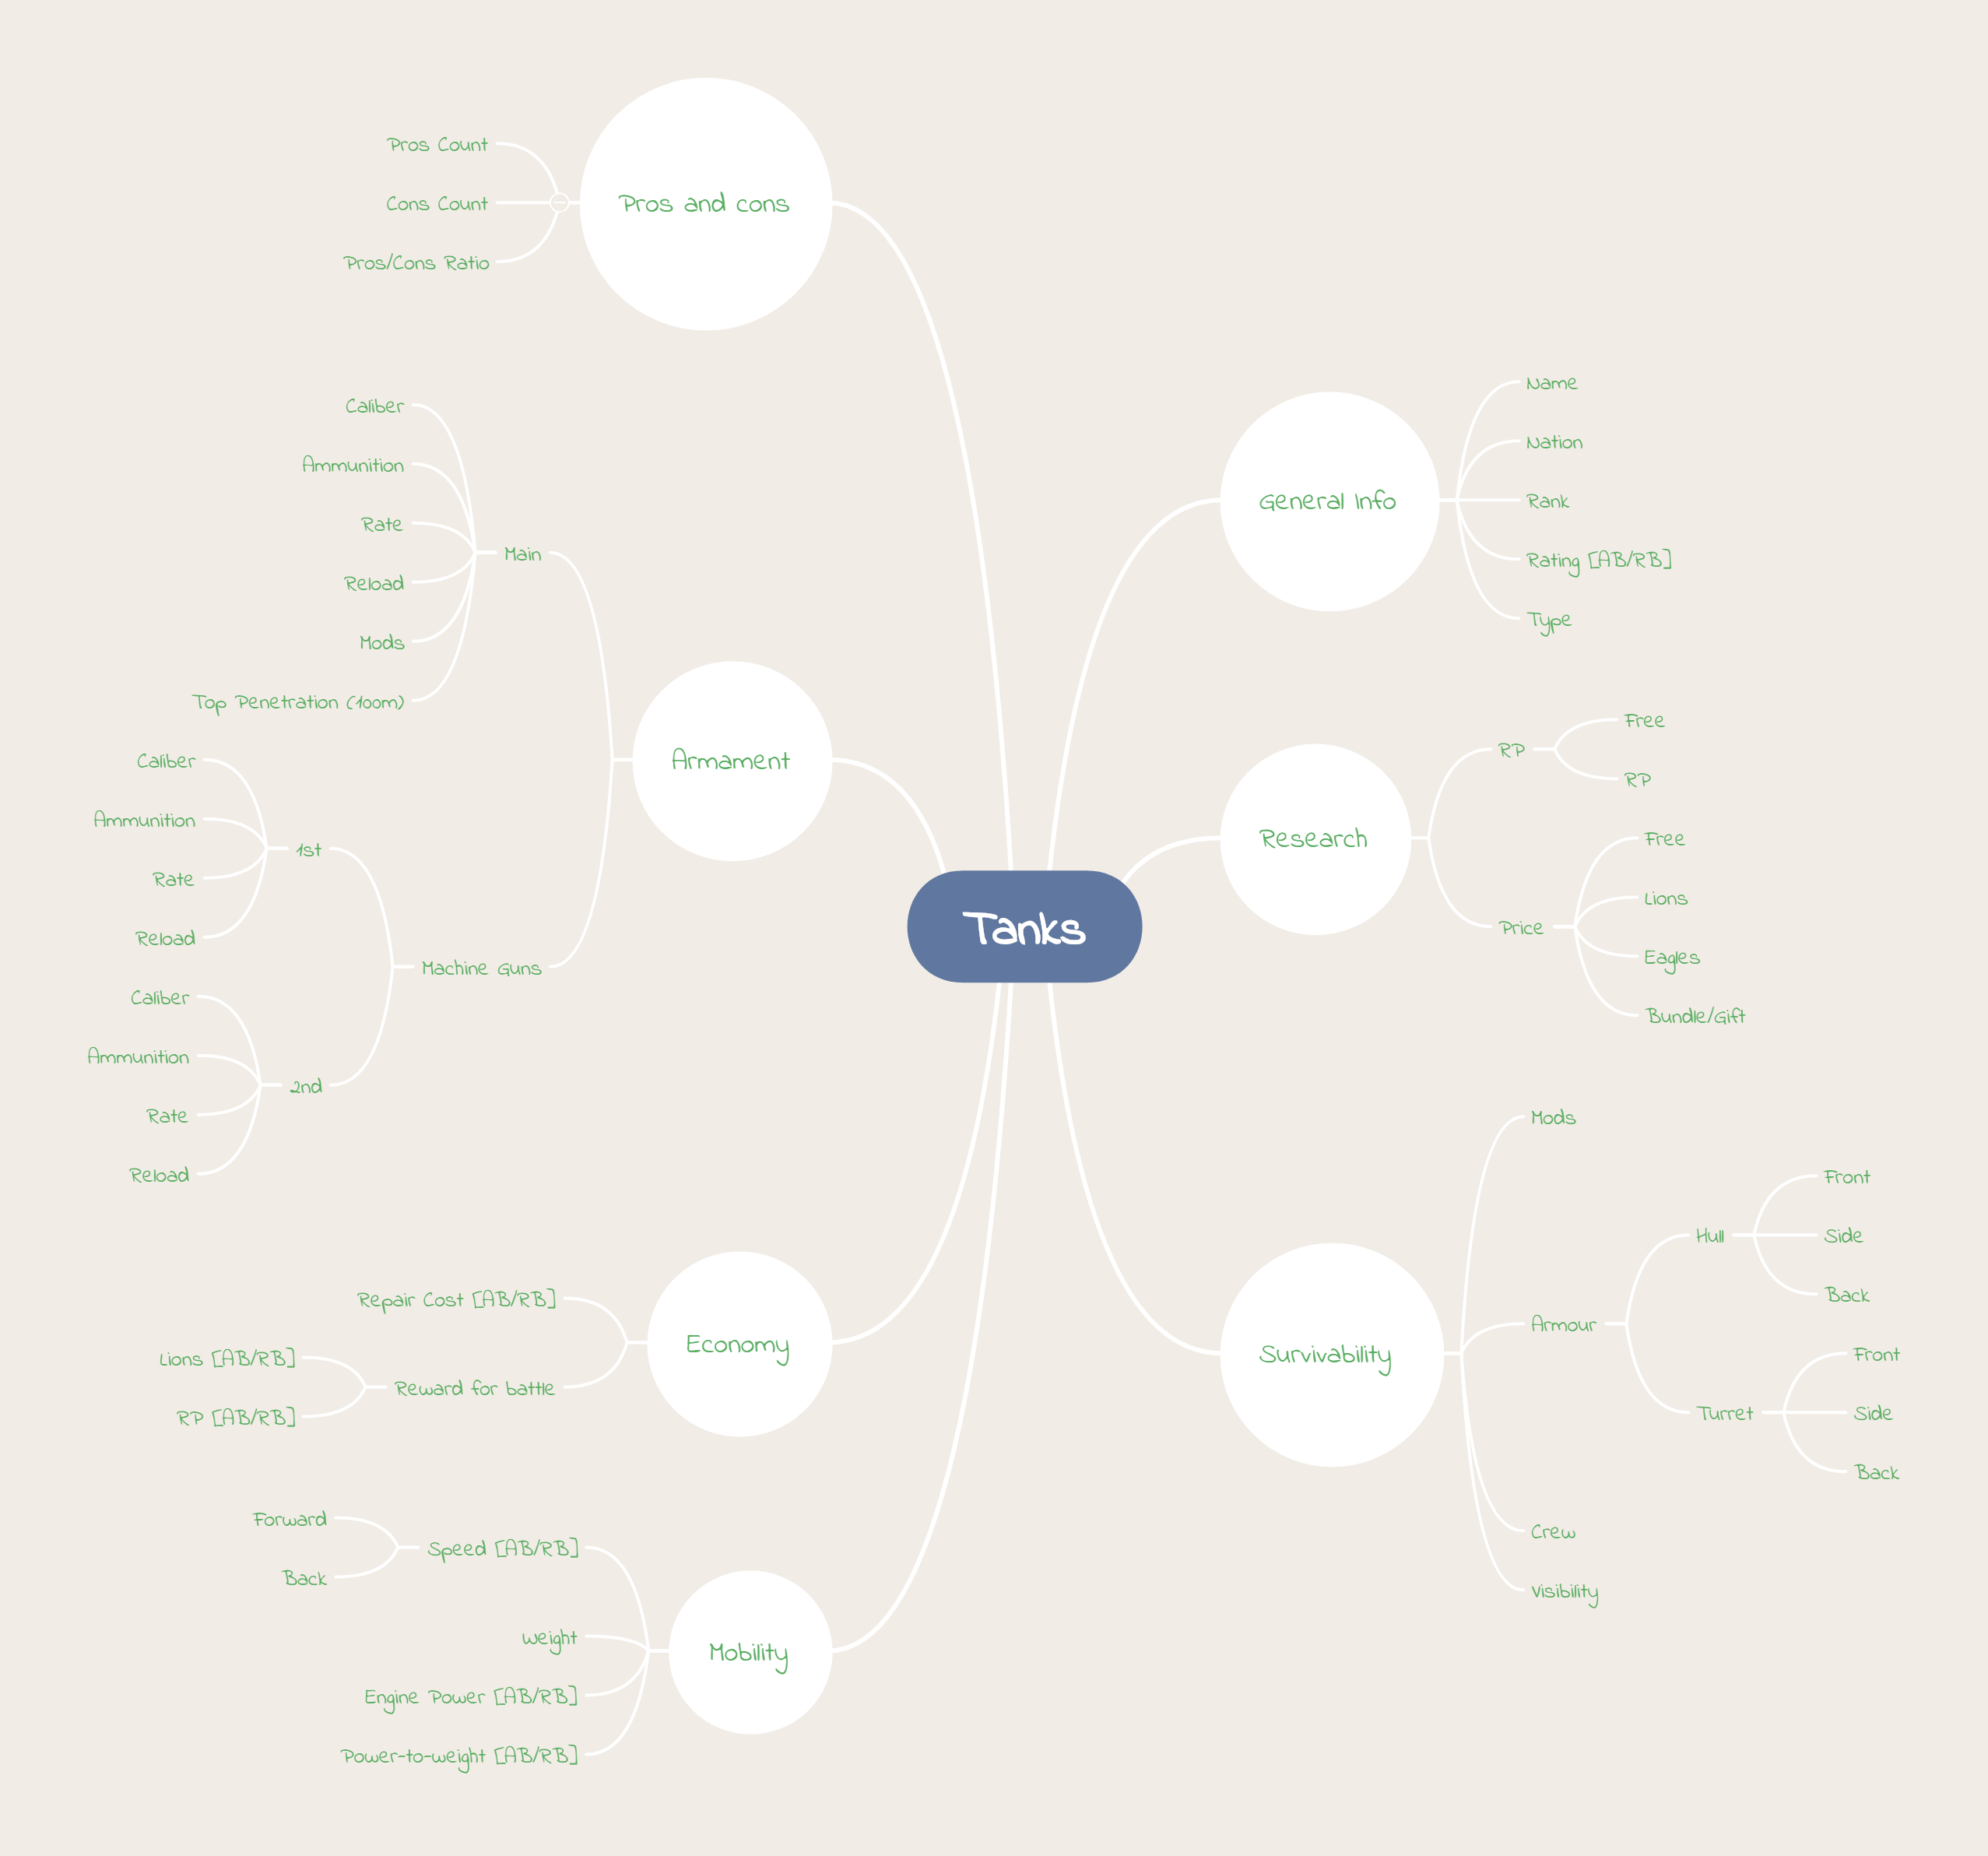 Tanks
Pros and cons
Pros Count
Cons Count
Pros/Cons Ratio
Armament
Main
Caliber
Ammunition
Rate
Reload
Mods
Top Penetration (100m)
Machine Guns
1st
Caliber
Ammunition
Rate
Reload
2nd
Caliber
Ammunition
Rate
Reload
Economy
Repair Cost [AB/RB]
Reward for battle
Lions [AB/RB]
RP [AB/RB]
Mobility
Speed [AB/RB]
Forward
Back
Weight
Engine Power [AB/RB]
Power-to-weight [AB/RB]
General Info
Name
Nation
Rank
Rating [AB/RB]
Type
Research
RP
Free
RP
Price
Free
Lions
Eagles
Bundle/Gift
Survivability
Mods
Armour
Hull
Front
Side
Back
Turret
Front
Side
Back
Crew
Visibility